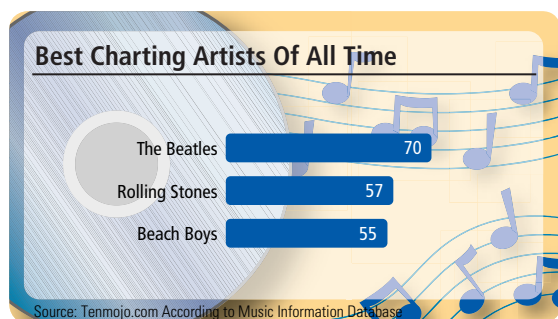 Best Charting Artists Of All Time
The Beatles 70
Rolling Stones 57
Beach Boys 55
Source: Tenmojo.com According to Music Information Database